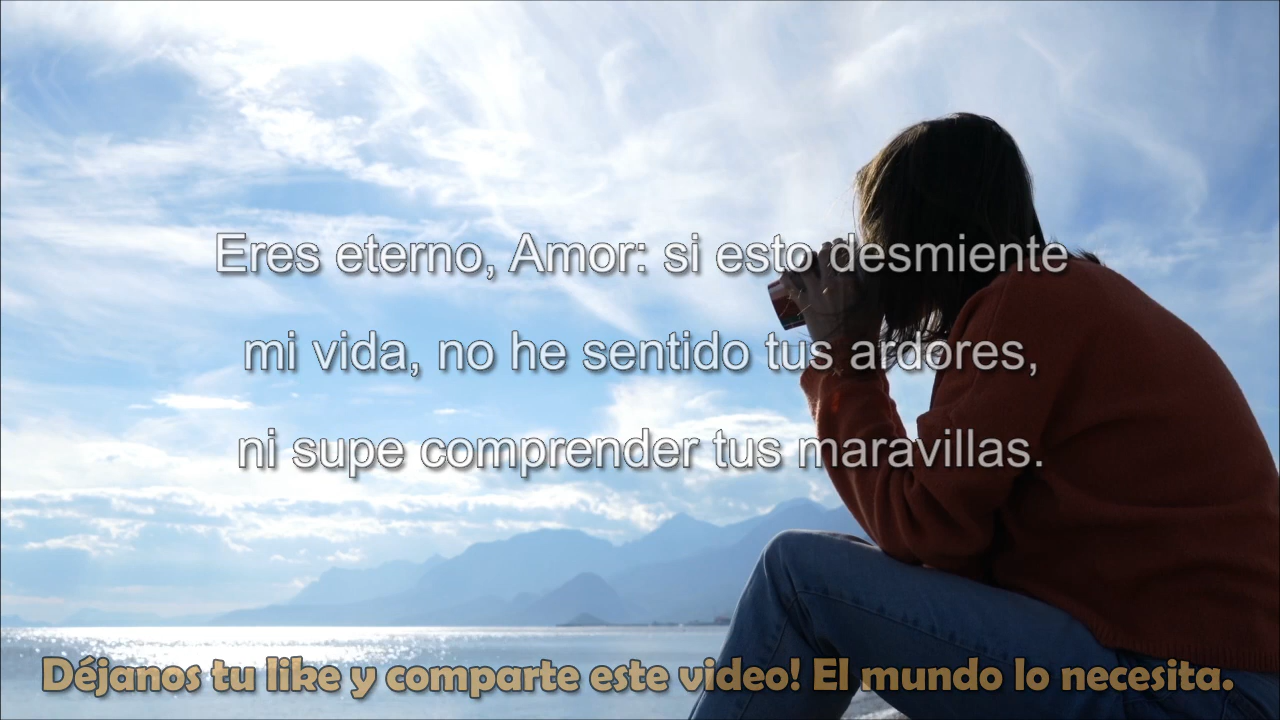 Eres eterno, Amor: si esto desmiente
mi vida, no he sentido tus ardores,
ni supe comprender tus maravillas.
Déjanos tu like y comparte este video! El mundo lo necesita.